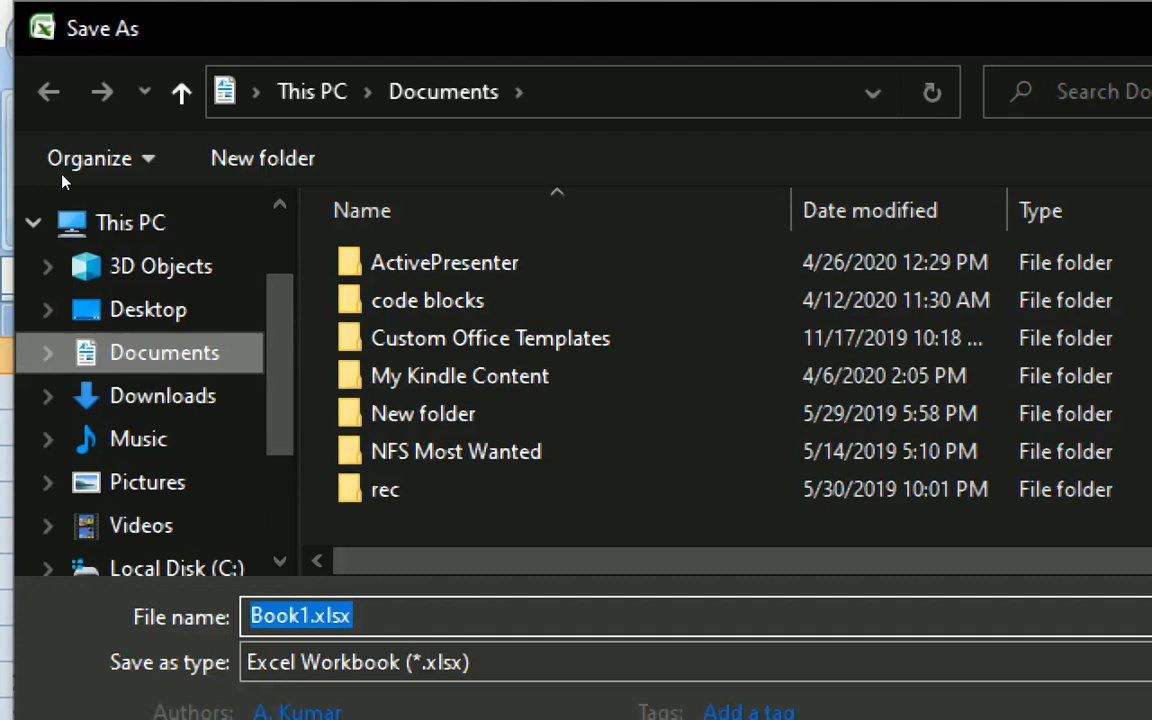 Save As
This PC > Documents >
Search Do
Organize
New folder
Name
Date modified
Type
This PC
3D Objects
Desktop
Documents
Downloads
Music
Pictures
Videos
Local Disk (C:)
ActivePresenter 4/26/2020 12:29 PM File folder
code blocks 4/12/2020 11:30 AM File folder
Custom Office Templates 11/17/2019 10:18 ... File folder
My Kindle Content 4/6/2020 2:05 PM File folder
New folder 5/29/2019 5:58 PM File folder
NFS Most Wanted 5/14/2019 5:10 PM File folder
rec 5/30/2019 10:01 PM File folder
File name: Book1.xlsx
Save as type: Excel Workbook (*.xlsx)
Authors: A. Kumar Tags: Add a tag